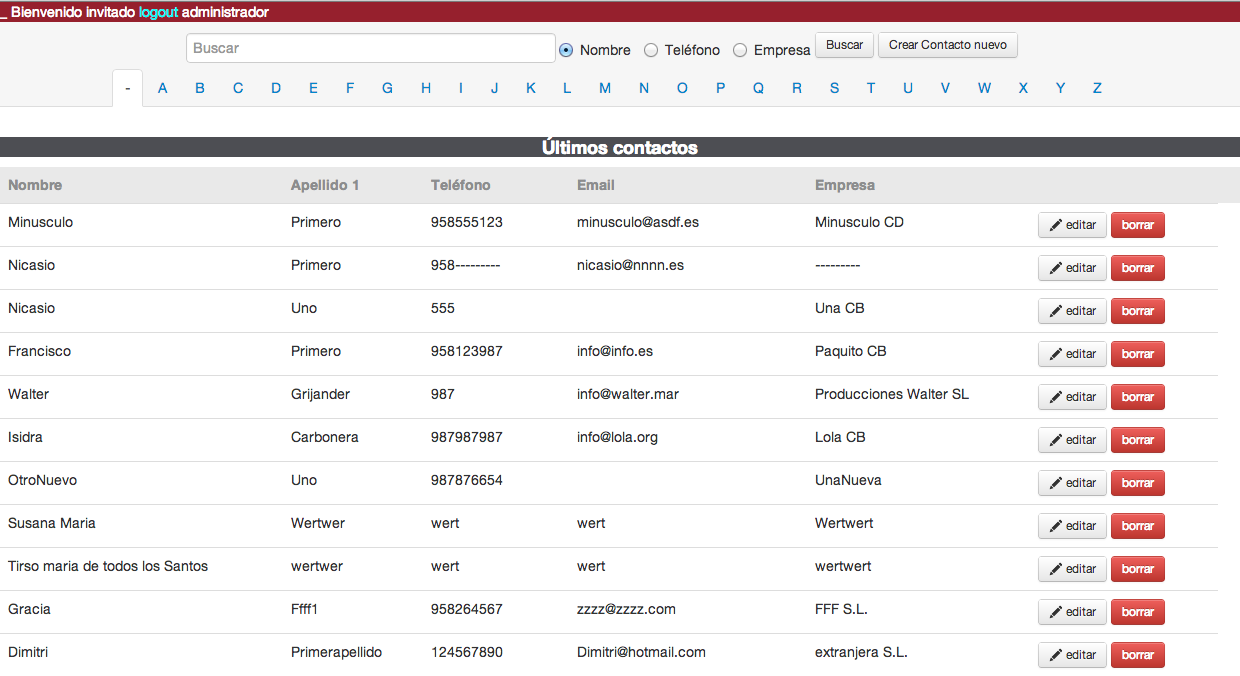 _ Bienvenido invitado logout administrador
Buscar Nombre Teléfono Empresa Buscar Crear Contacto nuevo
- A B C D E F G H I J K L M N O P Q R S T U V W X Y Z
Últimos contactos
Nombre Apellido 1 Teléfono Email Empresa
Minusculo Primero 958555123 minusculo@asdf.es Minusculo CD editar borrar
Nicasio Primero 958--------- nicasio@nnnn.es --------- editar borrar
Nicasio Uno 555 Una CB editar borrar
Francisco Primero 958123987 info@info.es Paquito CB editar borrar
Walter Grijander 987 info@walter.mar Producciones Walter SL editar borrar
Isidra Carbonera 987987987 info@lola.org Lola CB editar borrar
OtroNuevo Uno 987876654 UnaNueva editar borrar
Susana Maria Wertwer wert wert Wertwert editar borrar
Tirso maria de todos los Santos wertwer wert wert wertwert editar borrar
Gracia Ffff1 958264567 zzzz@zzzz.com FFF S.L. editar borrar
Dimitri Primerapellido 124567890 Dimitri@hotmail.com extranjera S.L. editar borrar